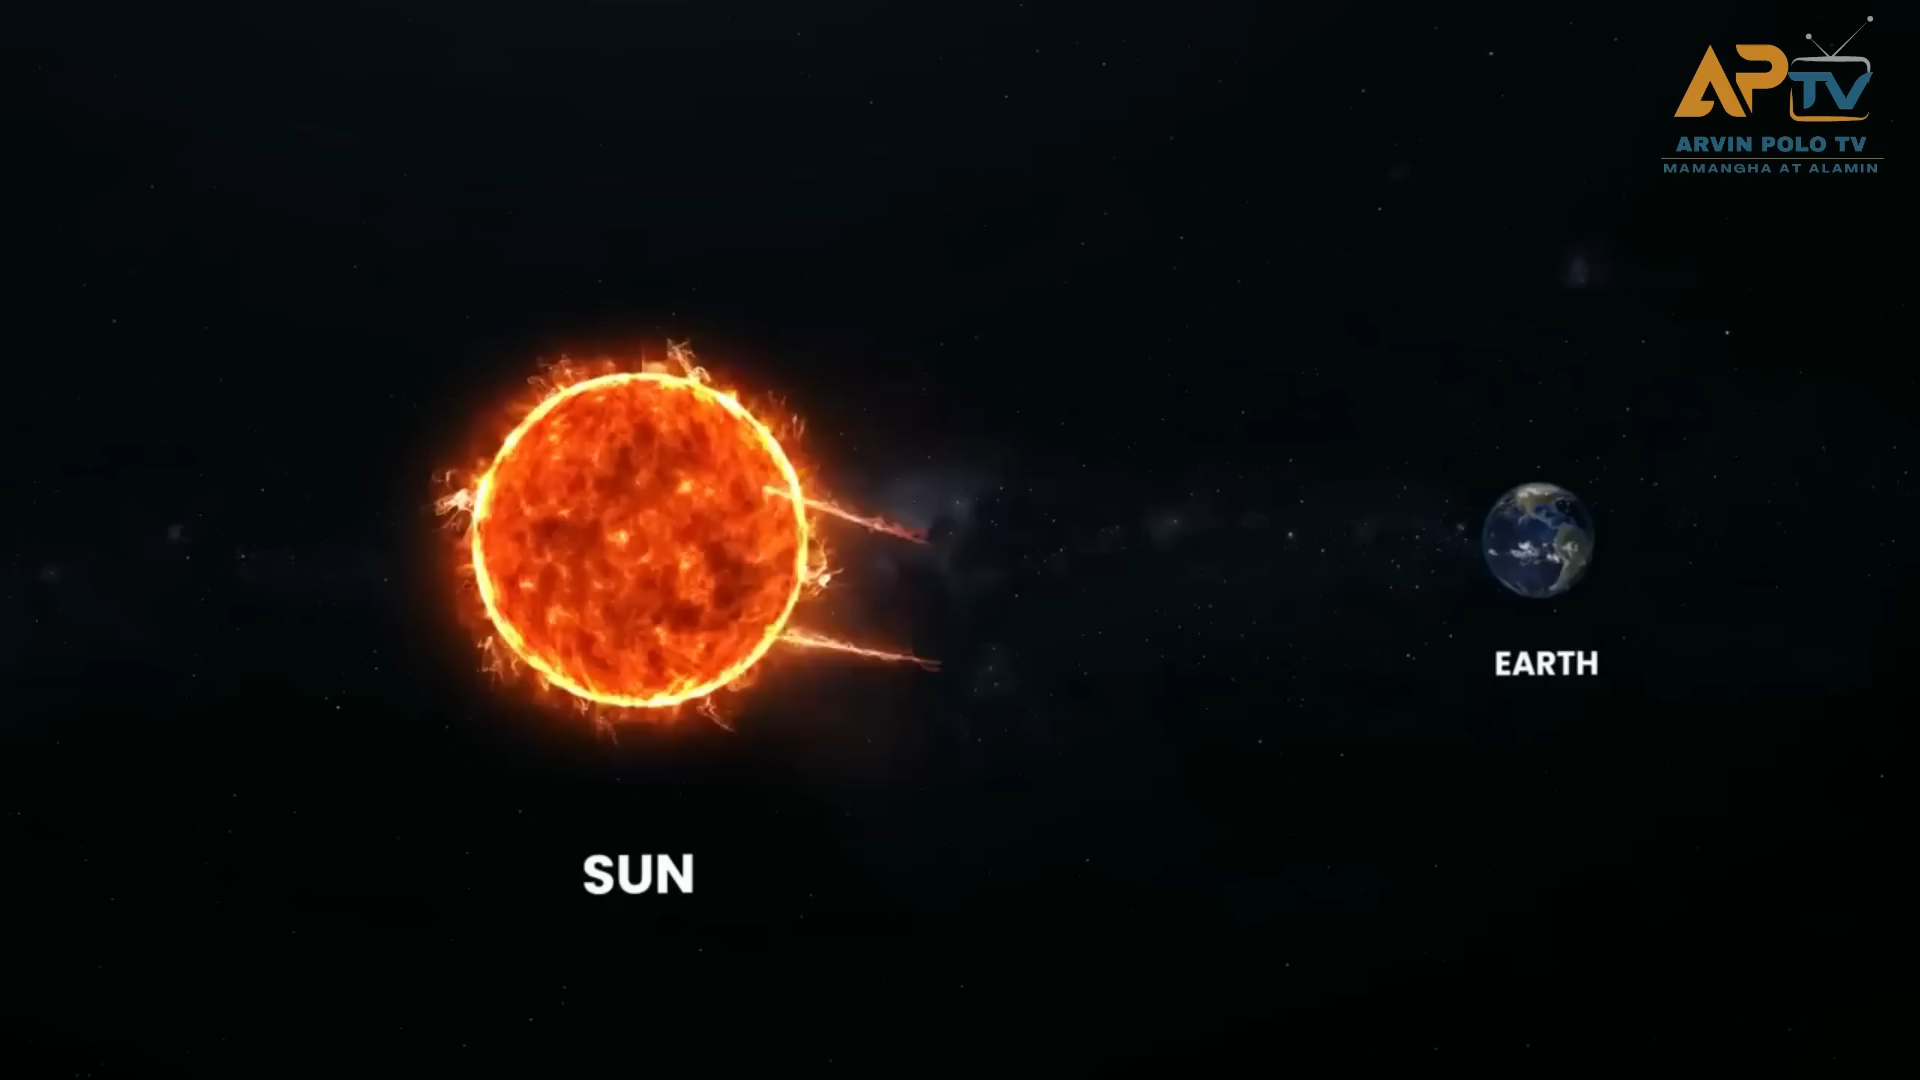 APTV
ARVIN POLO TV
MAMANGHA AT ALAMIN
EARTH
SUN